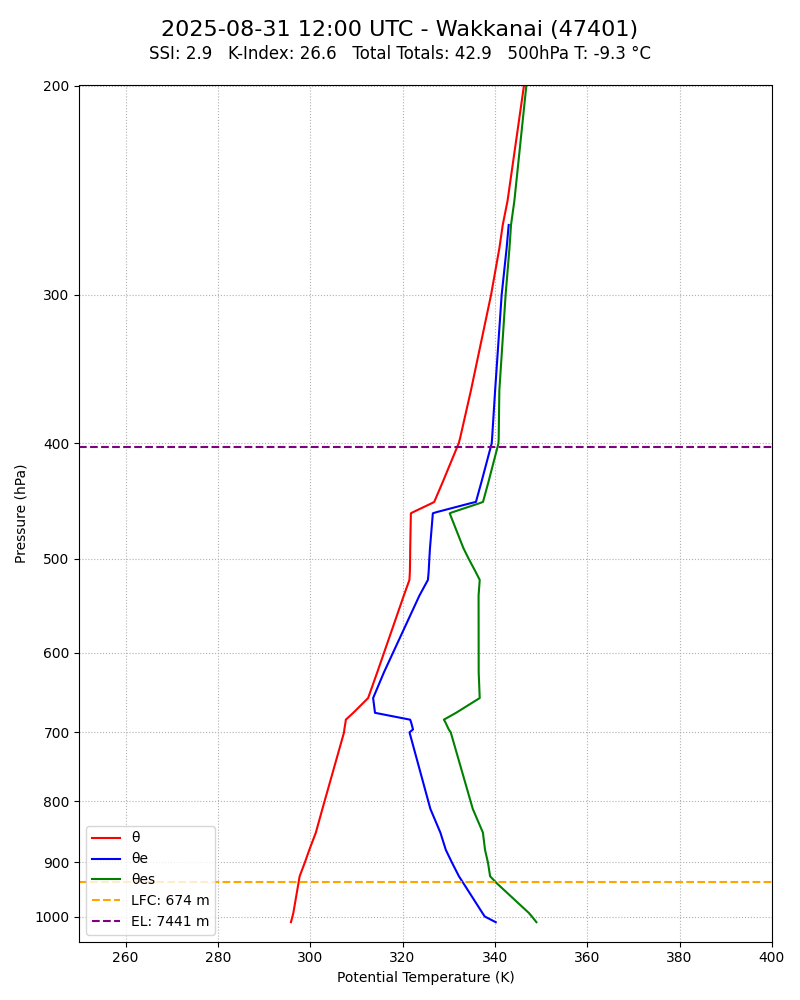 2025-08-31 12:00 UTC - Wakkanai (47401)
SSI: 2.9   K-Index: 26.6   Total Totals: 42.9   500hPa T: -9.3 °C
200
300
400
500
600
700
800
900
1000
Pressure (hPa)
θ
θe
θes
LFC: 674 m
EL: 7441 m
260 280 300 320 340 360 380 400
Potential Temperature (K)